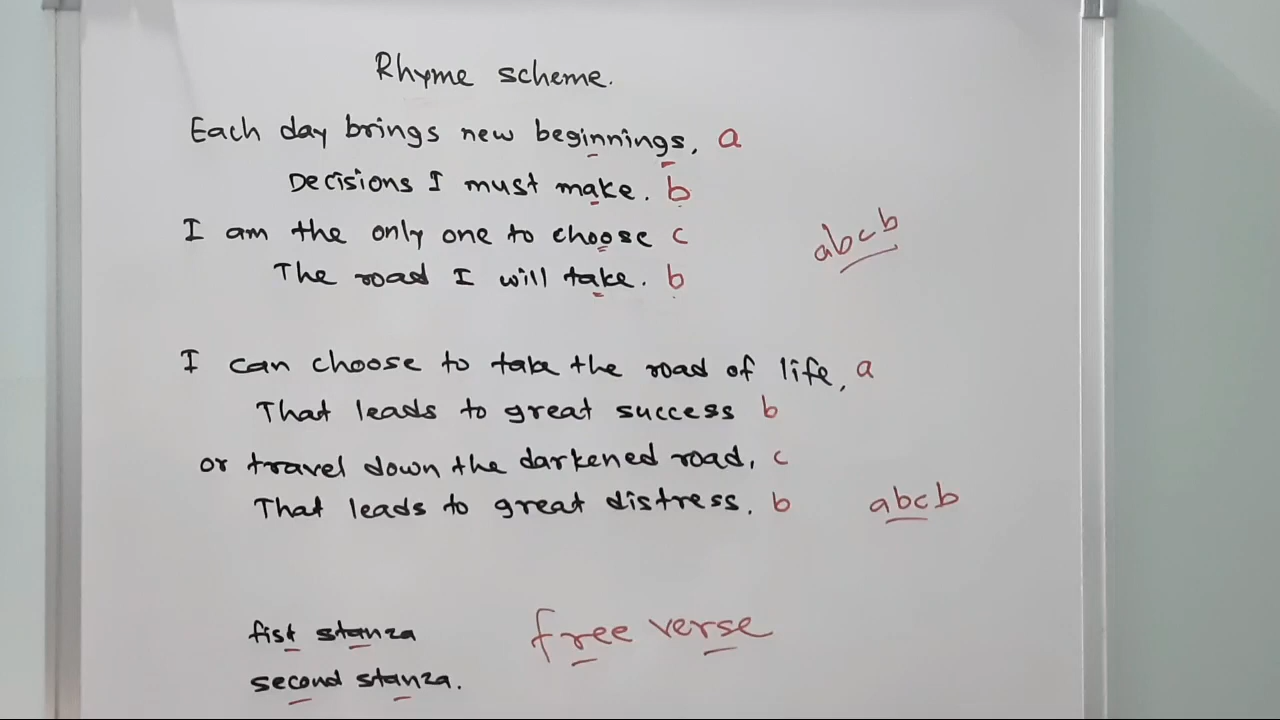 Rhyme scheme.
Each day brings new beginnings, a
Decisions I must make. b
I am the only one to choose c
abcb
The road I will take. b
I can choose to take the road of life, a
That leads to great success b
or travel down the darkened road, c
That leads to great distress. b abcb
fist stanza free verse
second stanza.